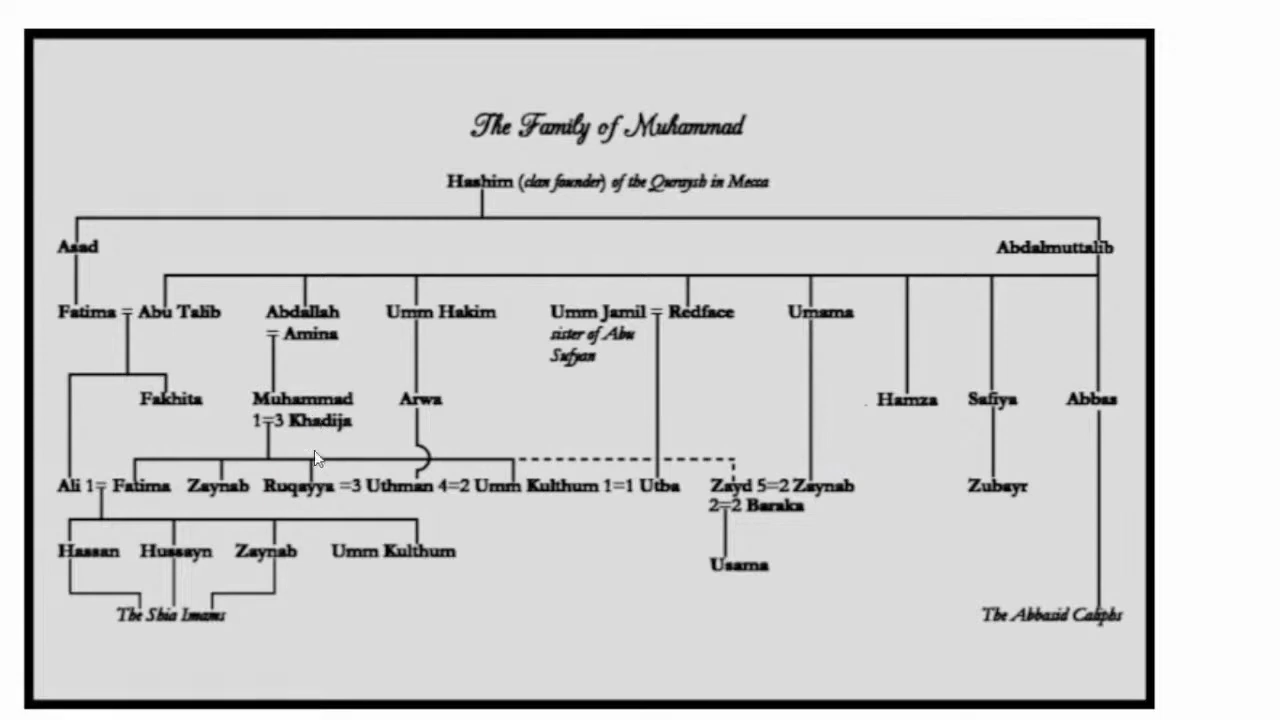 The Family of Muhammad
Hashim (clan founder) of the Quraysh in Mecca
Asad Abdalmuttalib
Fatima = Abu Talib Abdallah Umm Hakim Umm Jamil = Redface Umama
= Amina sister of Abu
Sufyan
Fakhita Muhammad Arwa Hamza Safiya Abbas
1=3 Khadija
Ali 1= Fatima Zaynab Ruqayya =3 Uthman 4=2 Umm Kulthum 1=1 Utba Zayd 5=2 Zaynab Zubayr
2=2 Baraka
Hassan Hussayn Zaynab Umm Kulthum
Usama
The Shia Imams The Abbasid Caliphs